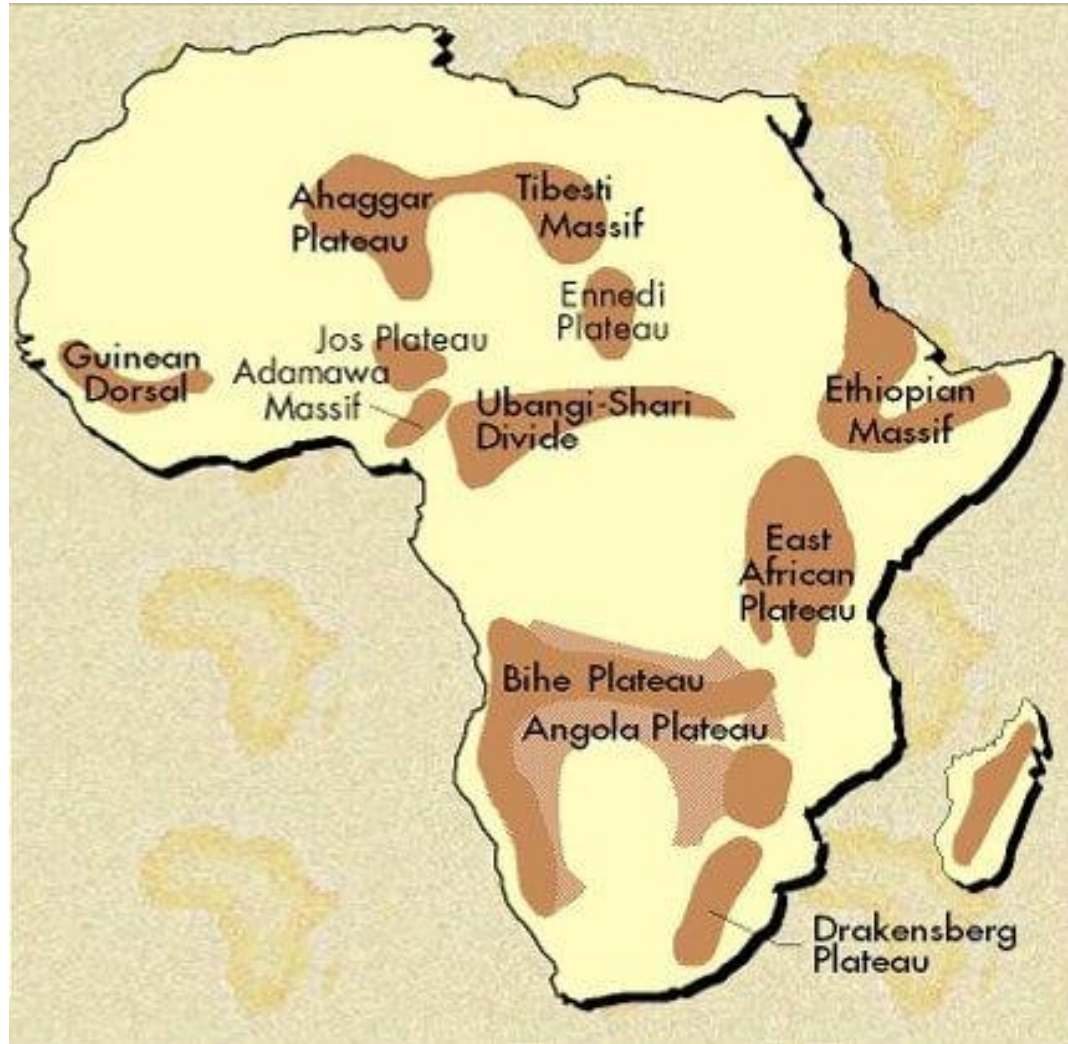 Ahaggar
Plateau
Tibesti
Massif
Ennedi
Plateau
Jos Plateau
Guinean
Dorsal
Adamawa
Massif
Ubangi-Shari
Divide
Ethiopian
Massif
East
African
Plateau
Bihe Plateau
Angola Plateau
Drakensberg
Plateau